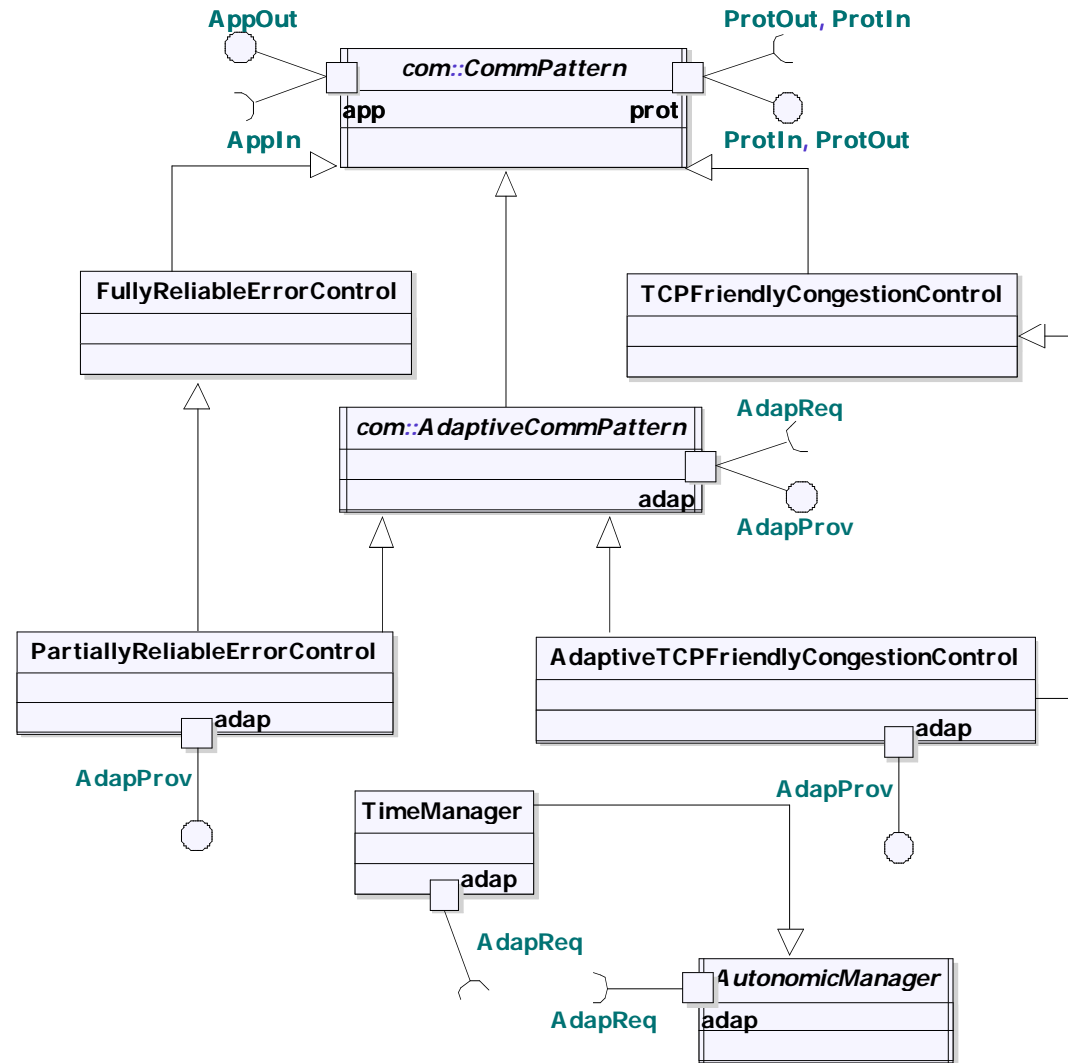 AppOut
ProtOut, ProtIn
com::CommPattern
app
prot
AppIn
ProtIn, ProtOut
FullyReliableErrorControl
TCPFriendlyCongestionControl
AdapReq
com::AdaptiveCommPattern
adap
AdapProv
PartiallyReliableErrorControl
AdaptiveTCPFriendlyCongestionControl
adap
adap
AdapProv
AdapProv
TimeManager
adap
AdapReq
AutonomicManager
AdapReq
adap